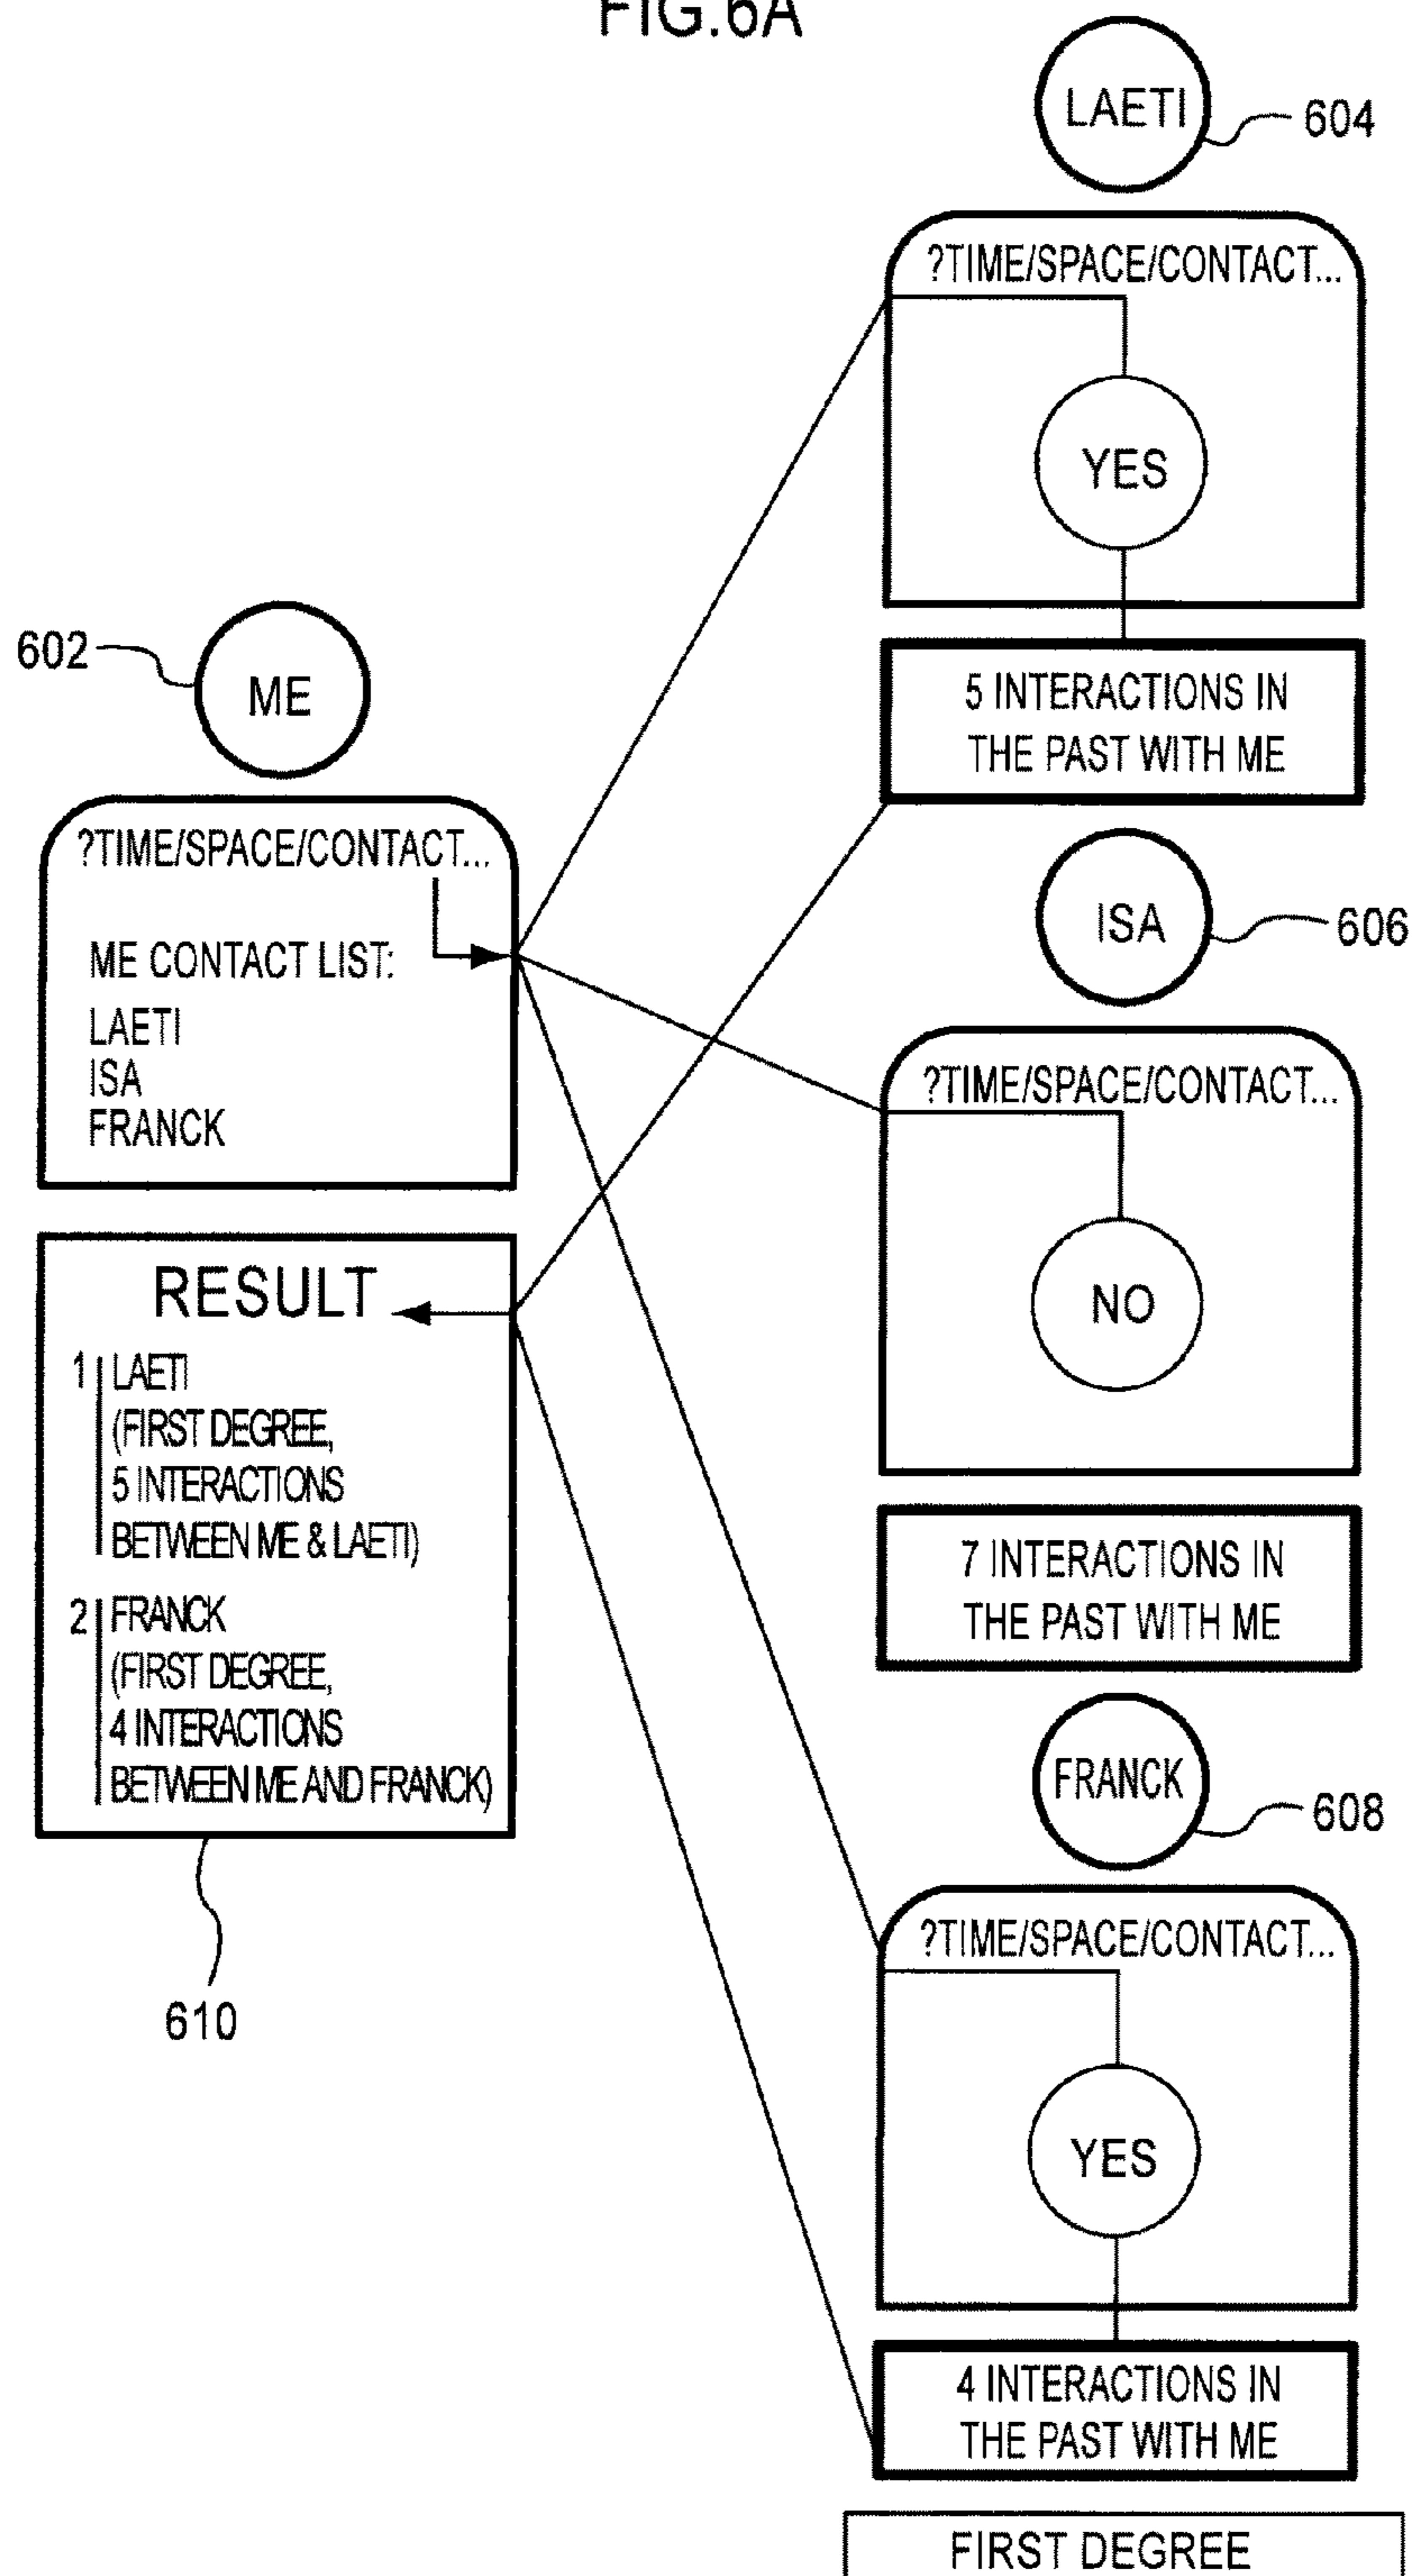 FIG.6A
LAETI
604
?TIME/SPACE/CONTACT...
YES
5 INTERACTIONS IN
THE PAST WITH ME
602
ME
?TIME/SPACE/CONTACT...
ME CONTACT LIST:
LAETI
ISA
FRANCK
RESULT
1 LAETI
(FIRST DEGREE,
5 INTERACTIONS
BETWEEN ME & LAETI)
2 FRANCK
(FIRST DEGREE,
4 INTERACTIONS
BETWEEN ME AND FRANCK)
610
ISA
606
?TIME/SPACE/CONTACT...
NO
7 INTERACTIONS IN
THE PAST WITH ME
FRANCK
608
?TIME/SPACE/CONTACT...
YES
4 INTERACTIONS IN
THE PAST WITH ME
FIRST DEGREE